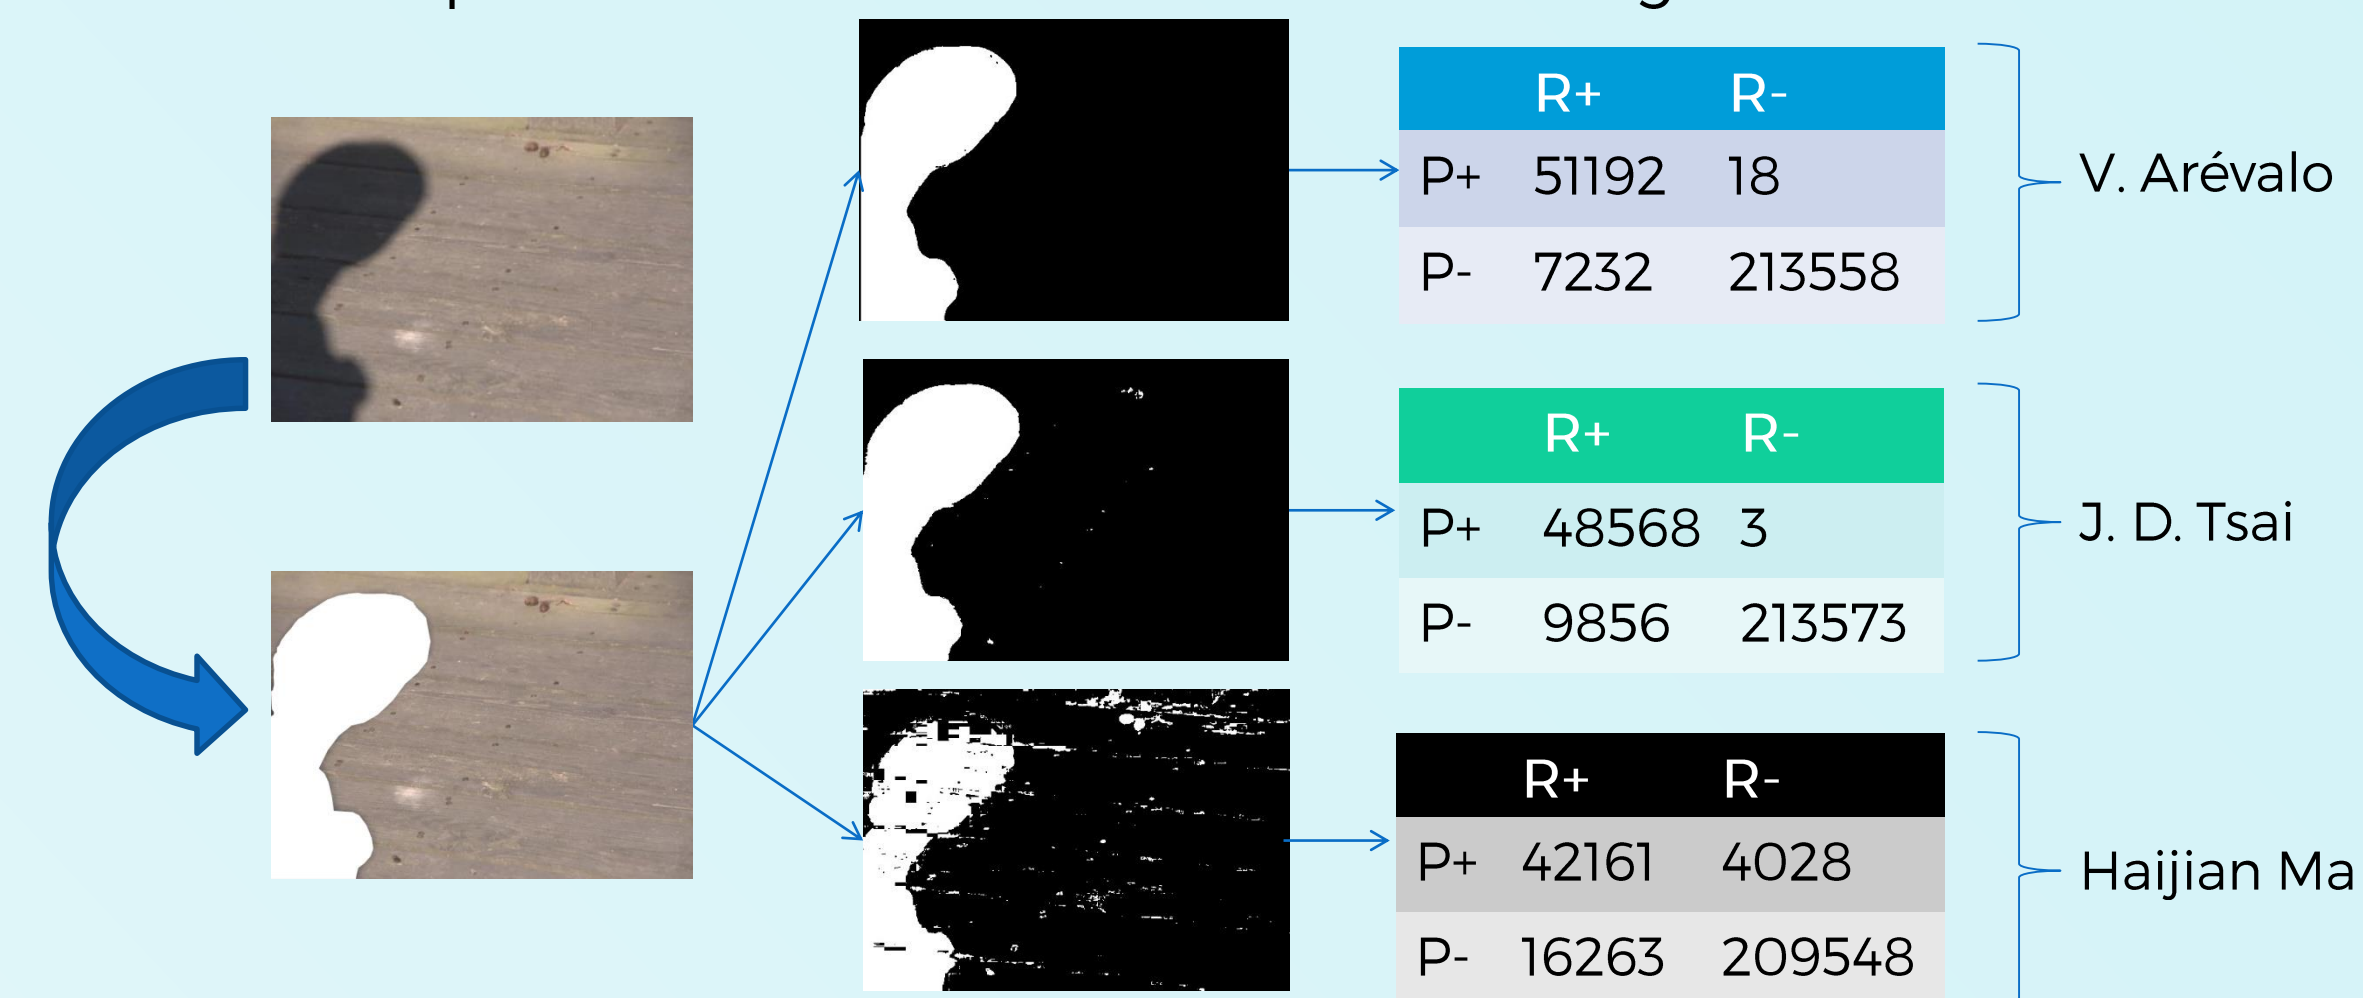 R+ R-
P+ 51192 18
P- 7232 213558
V. Arévalo
R+ R-
P+ 48568 3
P- 9856 213573
J. D. Tsai
R+ R-
P+ 42161 4028
P- 16263 209548
Haijian Ma